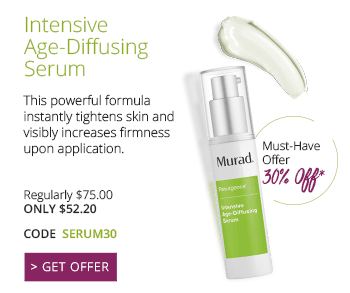 Intensive
Age-Diffusing
Serum
This powerful formula
instantly tightens skin and
visibly increases firmness
upon application.
Regularly $75.00
ONLY $52.20
CODE SERUM30
> GET OFFER
Murad.
Resurgence
Intensive
Age-Diffusing
Serum
Must-Have
Offer
30% Off*